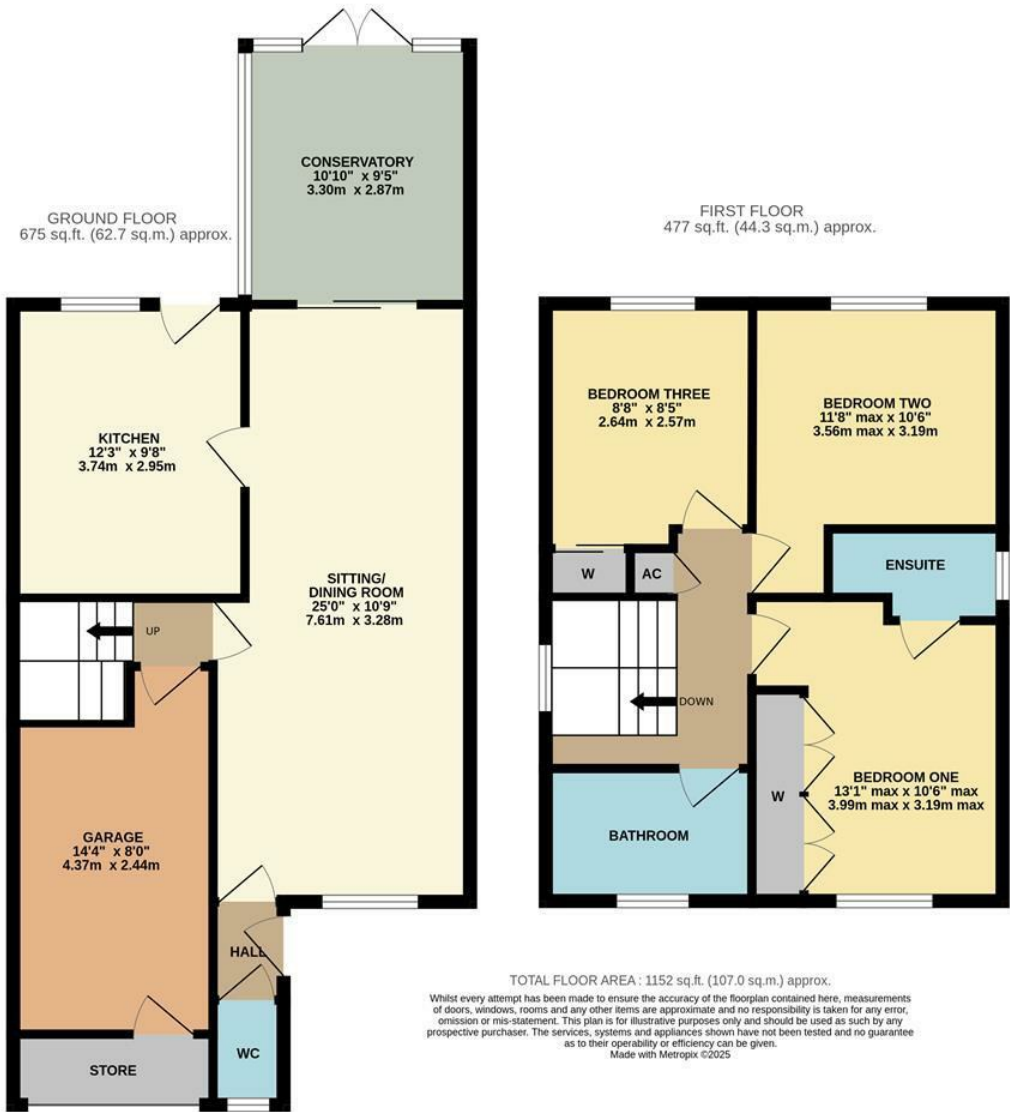 CONSERVATORY
10'10" x 9'5"
3.30m x 2.87m
GROUND FLOOR
675 sq.ft. (62.7 sq.m.) approx.
KITCHEN
12'3" x 9'8"
3.74m x 2.95m
SITTING/
DINING ROOM
25'0" x 10'9"
7.61m x 3.28m
UP
GARAGE
14'4" x 8'0"
4.37m x 2.44m
HALL
WC
STORE
FIRST FLOOR
477 sq.ft. (44.3 sq.m.) approx.
BEDROOM THREE
8'8" x 8'5"
2.64m x 2.57m
BEDROOM TWO
11'8" max x 10'6"
3.56m max x 3.19m
ENSUITE
W
AC
DOWN
BEDROOM ONE
13'1" max x 10'6" max
3.99m max x 3.19m max
W
BATHROOM
TOTAL FLOOR AREA : 1152 sq.ft. (107.0 sq.m.) approx.
Whilst every attempt has been made to ensure the accuracy of the floorplan contained here, measurements
of doors, windows, rooms and any other items are approximate and no responsibility is taken for any error,
omission or mis-statement. This plan is for illustrative purposes only and should be used as such by any
prospective purchaser. The services, systems and appliances shown have not been tested and no guarantee
as to their operability or efficiency can be given.
Made with Metropix ©2025